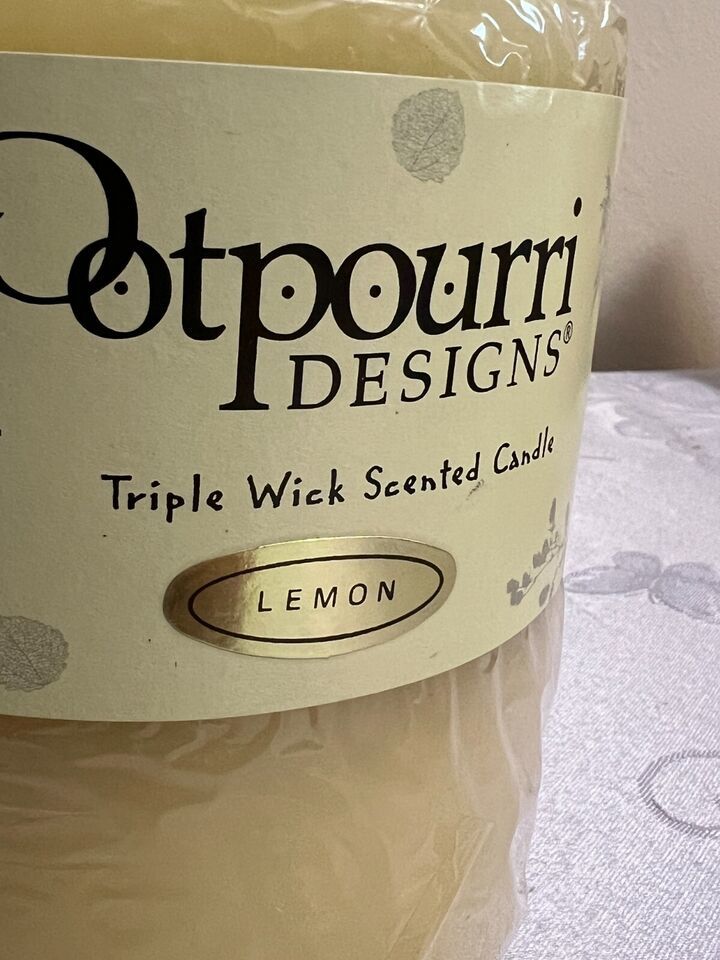 Potpourri
DESIGNS®
Triple Wick Scented Candle
LEMON